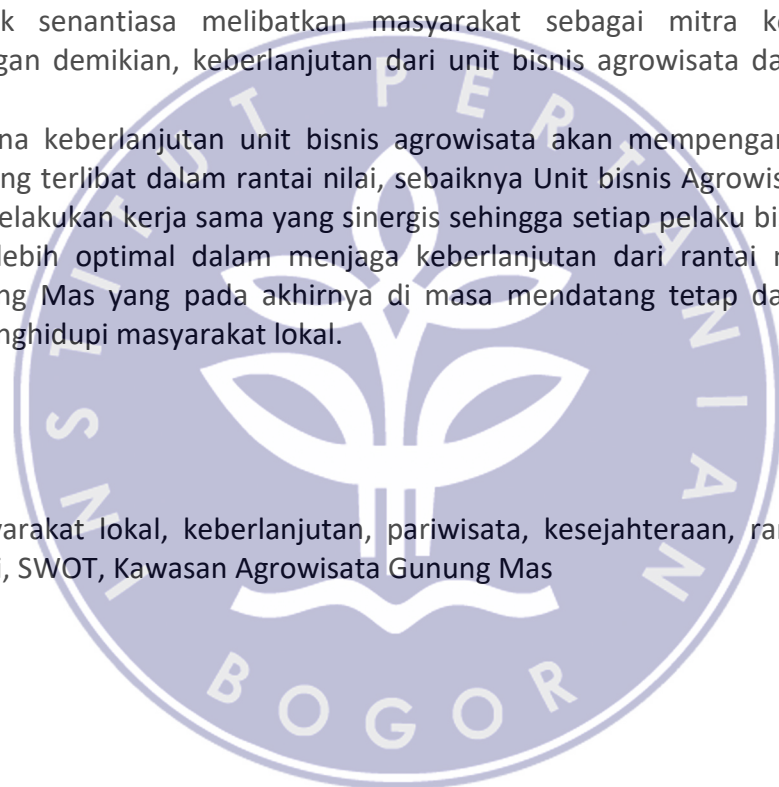 k senantiasa melibatkan masyarakat sebagai mitra ke
gan demikian, keberlanjutan dari unit bisnis agrowisata da
na keberlanjutan unit bisnis agrowisata akan mempengar
ng terlibat dalam rantai nilai, sebaiknya Unit bisnis Agrowis
elakukan kerja sama yang sinergis sehingga setiap pelaku bi
lebih optimal dalam menjaga keberlanjutan dari rantai n
ng Mas yang pada akhirnya di masa mendatang tetap da
nghidupi masyarakat lokal.
yarakat lokal, keberlanjutan, pariwisata, kesejahteraan, ra
i, SWOT, Kawasan Agrowisata Gunung Mas
INSTITUT PERTANIAN
BOGOR